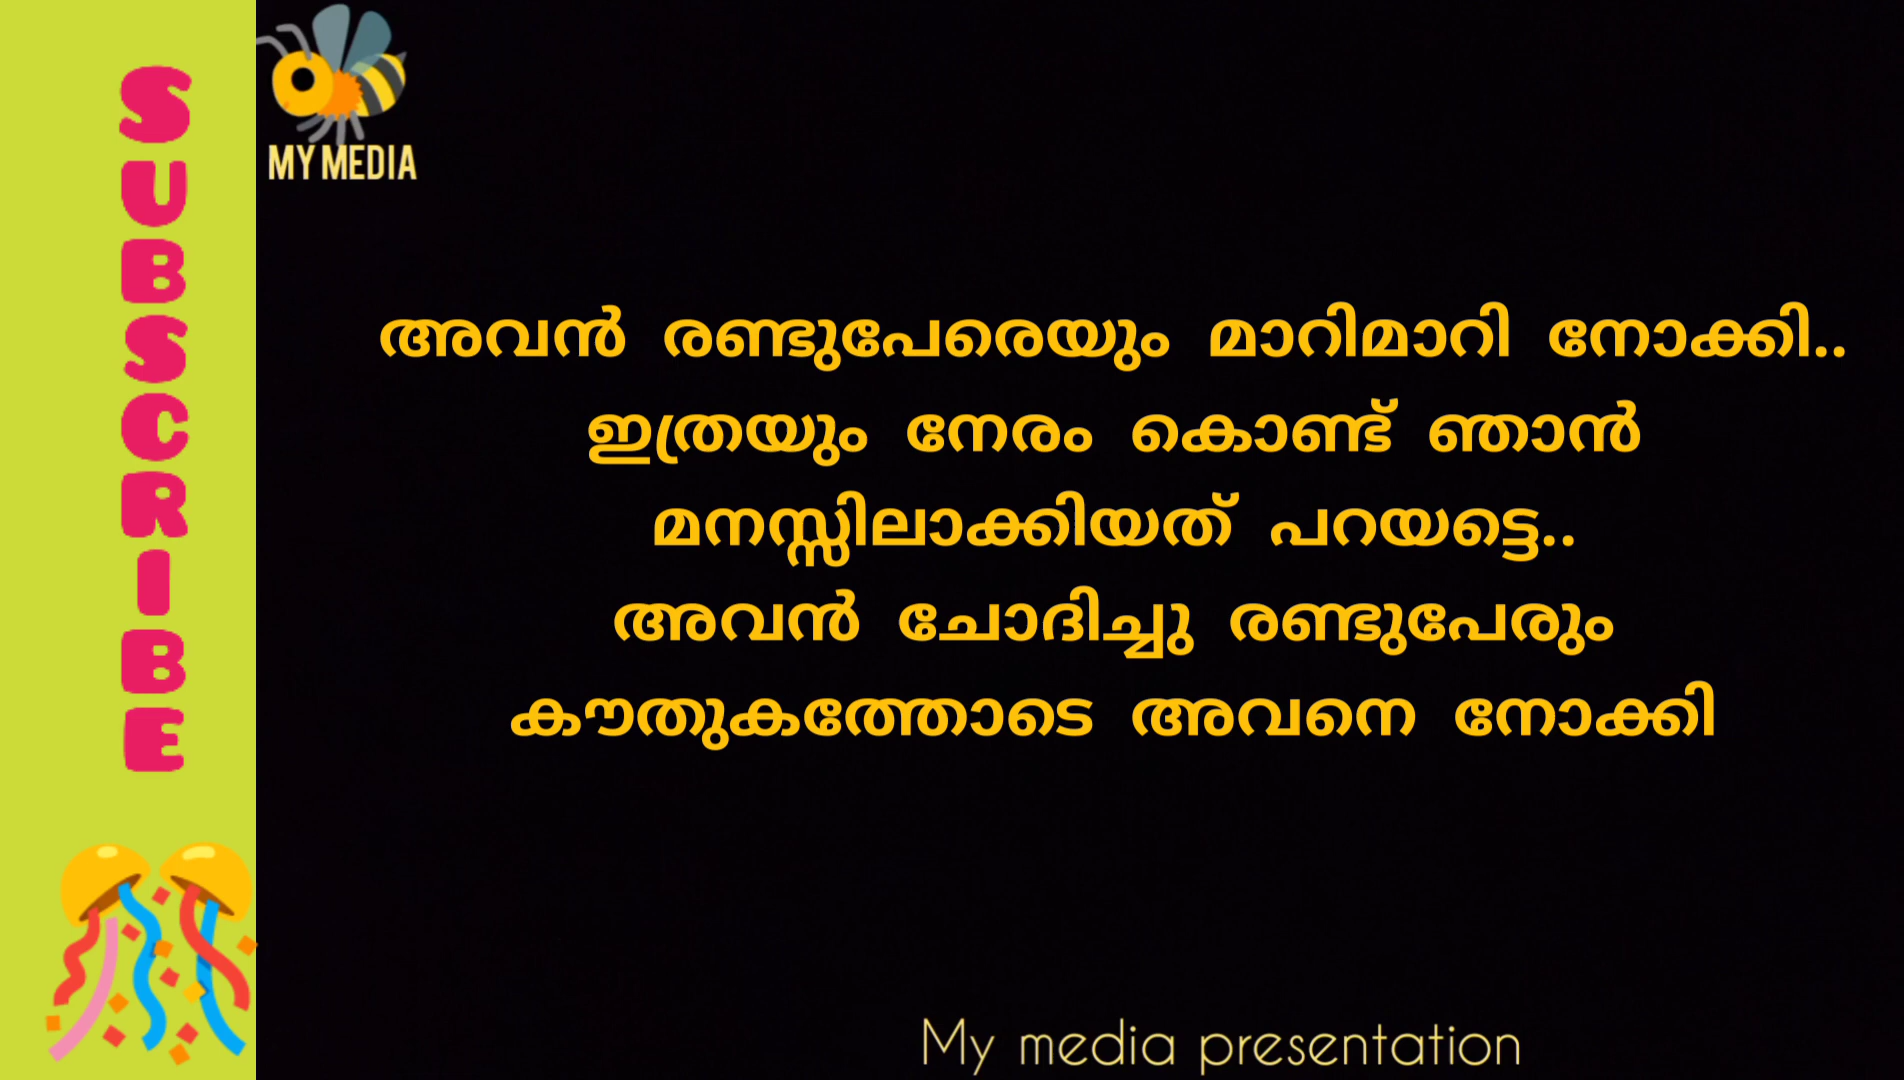 SUBSCRIBE
MY MEDIA
അവൻ രണ്ടുപേരെയും മാറിമാറി നോക്കി..
ഇത്രയും നേരം കൊണ്ട് ഞാൻ
മനസ്സിലാക്കിയത് പറയട്ടെ..
അവൻ ചോദിച്ചു രണ്ടുപേരും
കൗതുകത്തോടെ അവനെ നോക്കി
My media presentation